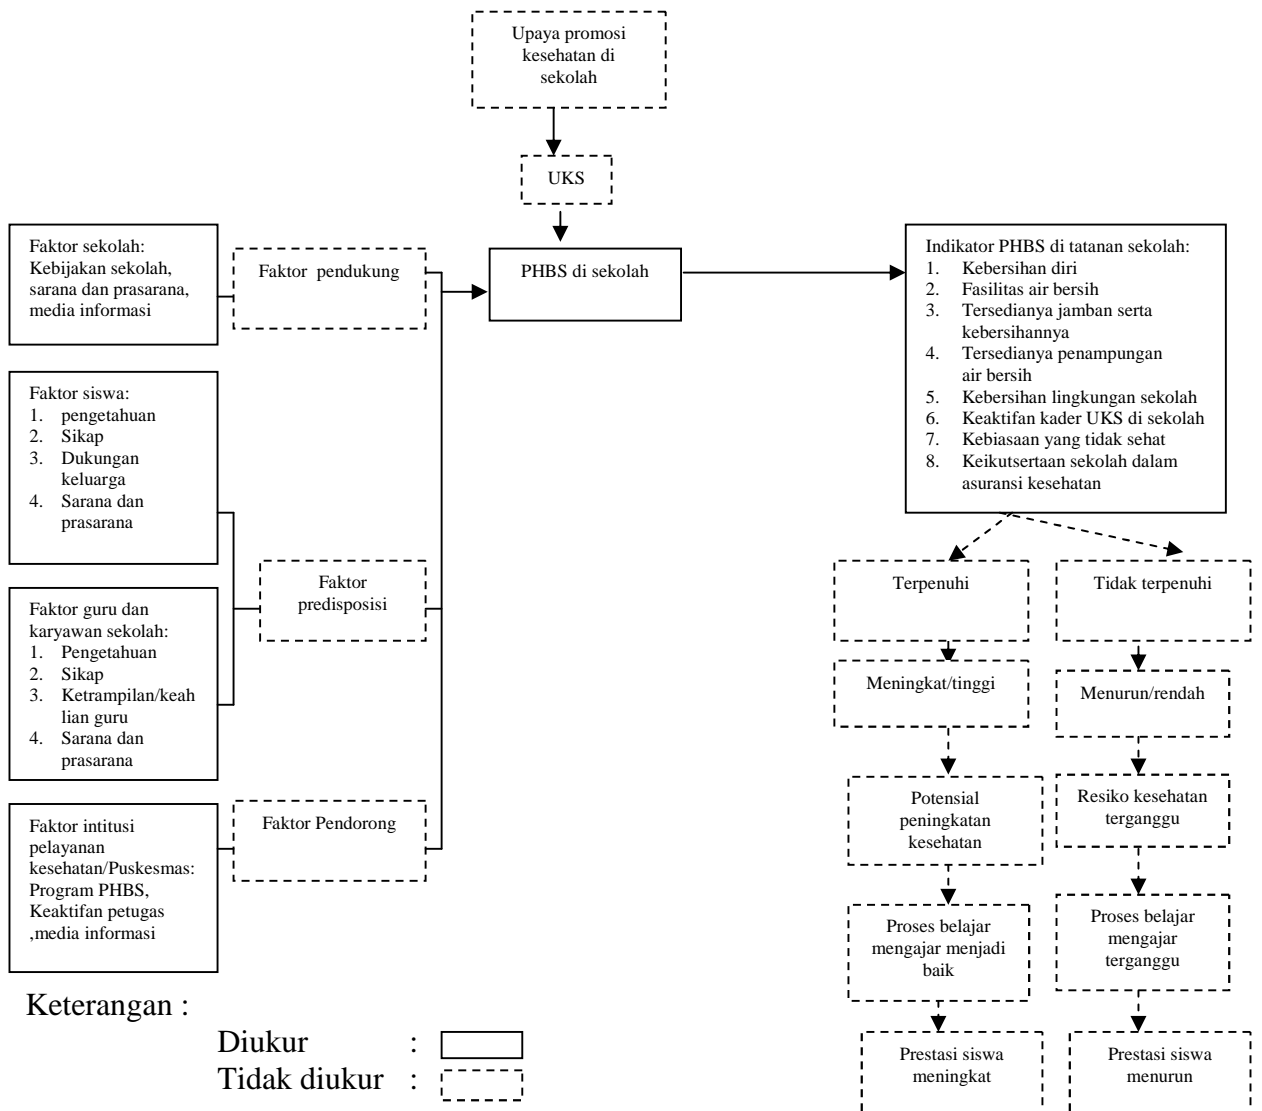 Upaya promosi
kesehatan di
sekolah
UKS
Faktor sekolah:
Kebijakan sekolah,
sarana dan prasarana,
media informasi
Faktor pendukung
PHBS di sekolah
Indikator PHBS di tatanan sekolah:
1. Kebersihan diri
2. Fasilitas air bersih
3. Tersedianya jamban serta
kebersihannya
4. Tersedianya penampungan
air bersih
5. Kebersihan lingkungan sekolah
6. Keaktifan kader UKS di sekolah
7. Kebiasaan yang tidak sehat
8. Keikutsertaan sekolah dalam
asuransi kesehatan
Faktor siswa:
1. pengetahuan
2. Sikap
3. Dukungan
keluarga
4. Sarana dan
prasarana
Faktor
predisposisi
Faktor guru dan
karyawan sekolah:
1. Pengetahuan
2. Sikap
3. Ketrampilan/keah
lian guru
4. Sarana dan
prasarana
Faktor intitusi
pelayanan
kesehatan/Puskesmas:
Program PHBS,
Keaktifan petugas
,media informasi
Faktor Pendorong
Terpenuhi
Tidak terpenuhi
Meningkat/tinggi
Menurun/rendah
Potensial
peningkatan
kesehatan
Resiko kesehatan
terganggu
Proses belajar
mengajar menjadi
baik
Proses belajar
mengajar
terganggu
Prestasi siswa
meningkat
Prestasi siswa
menurun
Keterangan :
Diukur :
Tidak diukur :